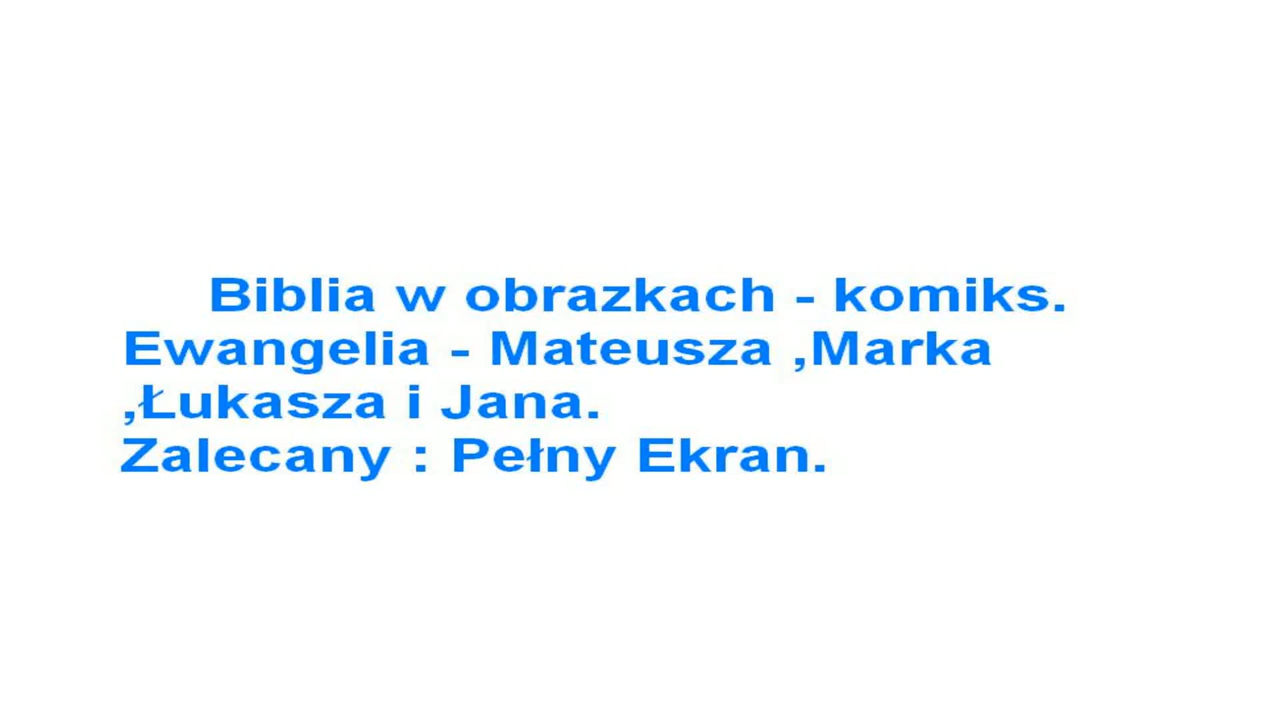 Biblia w obrazkach - komiks.
Ewangelia - Mateusza ,Marka
,Łukasza i Jana.
Zalecany : Pełny Ekran.